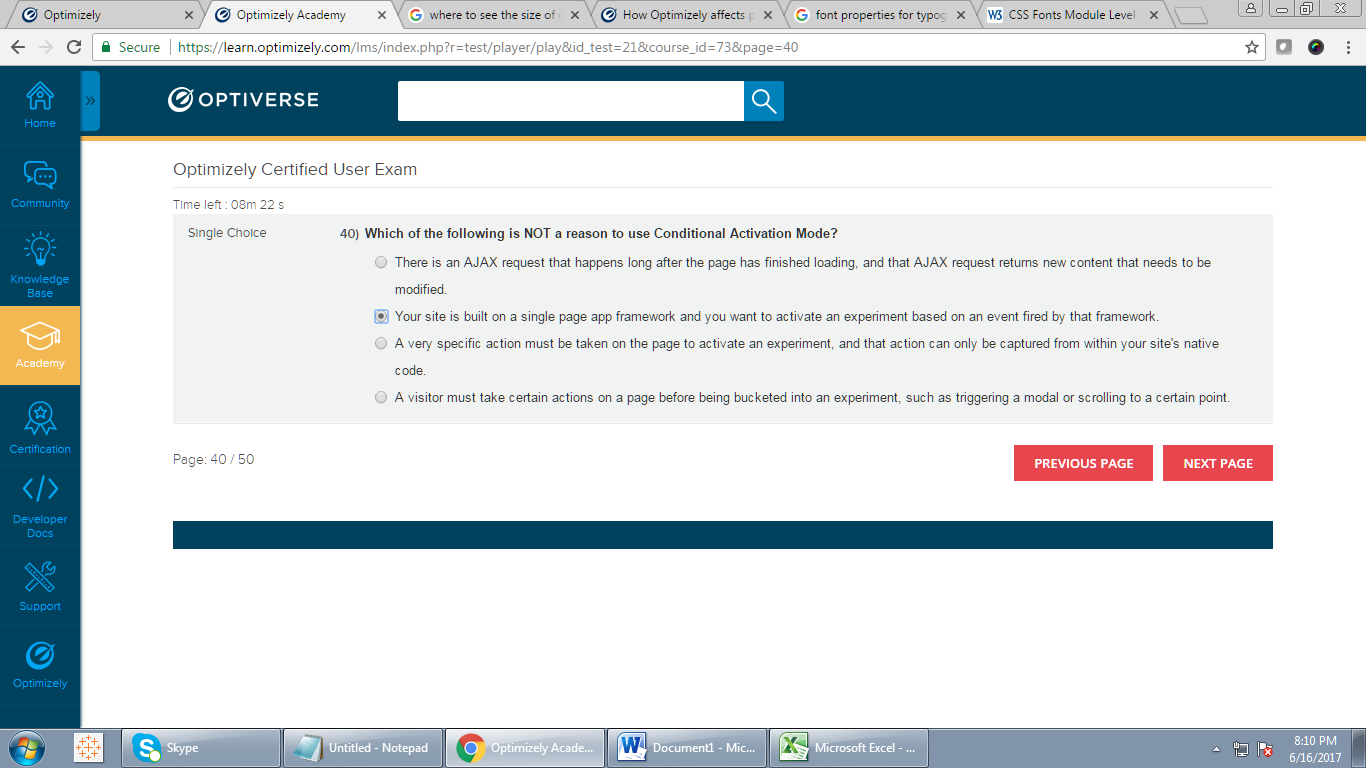 Optimizely
Optimizely Academy
where to see the size of
How Optimizely affects p
font properties for typog
CSS Fonts Module Level
Secure
https://learn.optimizely.com/lms/index.php?r=test/player/play&id_test=21&course_id=73&page=40
Home
»
OPTIVERSE
Community
Knowledge
Base
Academy
Certification
Developer
Docs
Support
Optimizely
Optimizely Certified User Exam
Time left : 08m 22 s
Single Choice
40) Which of the following is NOT a reason to use Conditional Activation Mode?
There is an AJAX request that happens long after the page has finished loading, and that AJAX request returns new content that needs to be
modified.
Your site is built on a single page app framework and you want to activate an experiment based on an event fired by that framework.
A very specific action must be taken on the page to activate an experiment, and that action can only be captured from within your site's native
code.
A visitor must take certain actions on a page before being bucketed into an experiment, such as triggering a modal or scrolling to a certain point.
Page: 40 / 50
PREVIOUS PAGE
NEXT PAGE
Skype
Untitled - Notepad
Optimizely Acade...
Document1 - Mic...
Microsoft Excel - ...
8:10 PM
6/16/2017